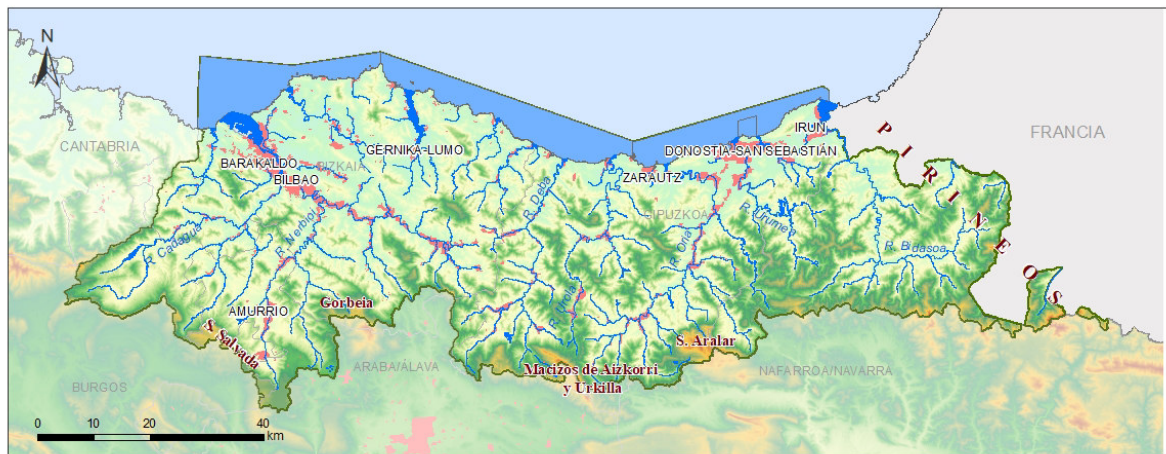 N
CANTABRIA
BARAKALDO
BIZKAIA
BILBAO
GERNIKA-LUMO
DONOSTIA-SAN SEBASTIÁN
IRUN
ZARAUTZ
GIPUZKOA
FRANCIA
PIRINEOS
R. Cadagua
R. Nerbioi
R. Deba
R. Urola
R. Oria
R. Urumea
R. Bidasoa
AMURRIO
Gorbeia
S. Salvada
S. Aralar
Macizos de Aizkorri
y Urkilla
ARABA/ÁLAVA
BURGOS
NAFARROA/NAVARRA
0 10 20 40
km